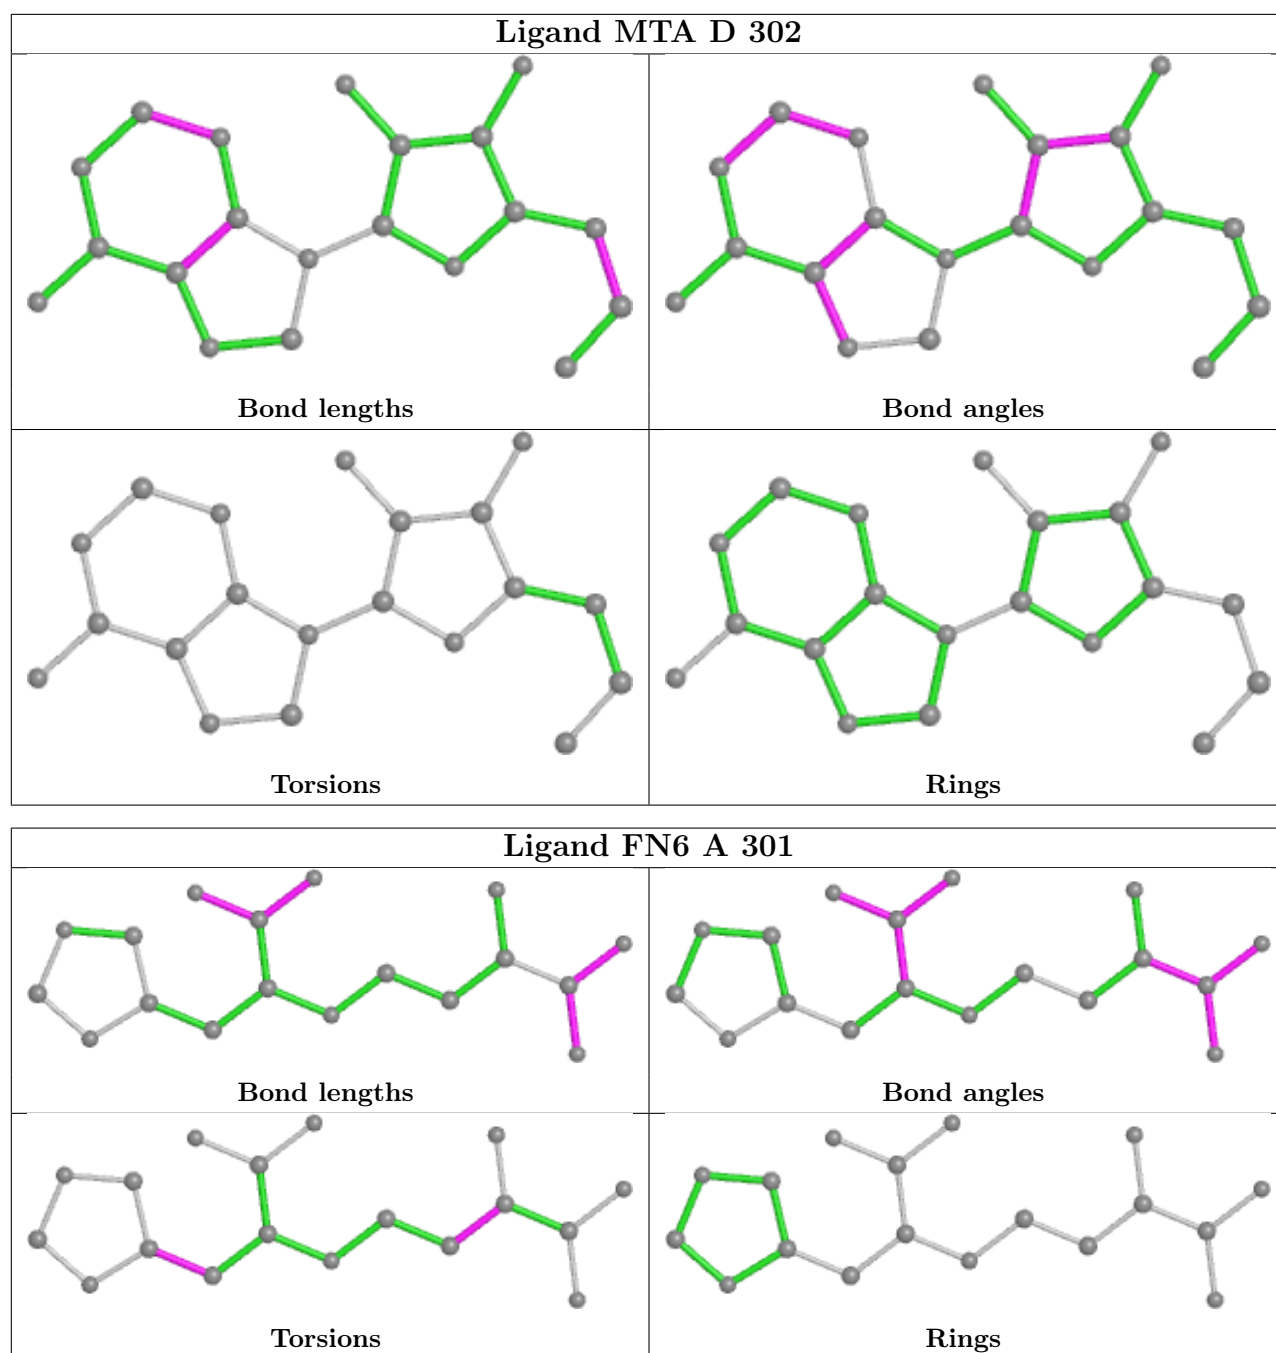 Ligand MTA D 302
Bond lengths
Bond angles
Torsions
Rings
Ligand FN6 A 301
Bond lengths
Bond angles
Torsions
Rings